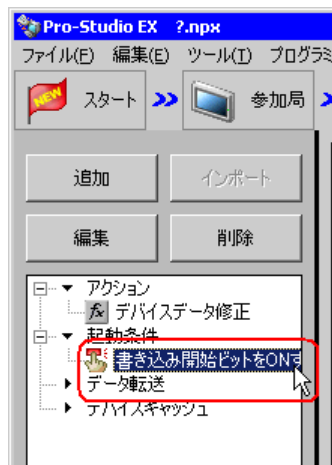 Pro-Studio EX ?.npx
ファイル(F) 編集(E) ツール(T) プログラミ
NEW スタート 参加局
追加 インポート
編集 削除
アクション
fx デバイスデータ修正
起動条件
書き込み開始ビットをONす
データ転送
デバイスキャッシュ